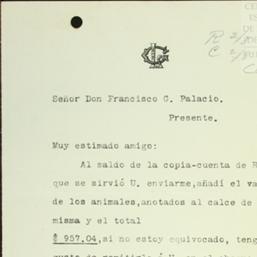 Señor Don Francisco C. Palacio.
Presente.
Muy estimado amigo:
Al saldo de la copia-cuenta de R
que se sirvió U. enviarme,añadí el va
de los animales,anotados al calce de
misma y el total
$ 957.04,si no estoy equivocado, teng